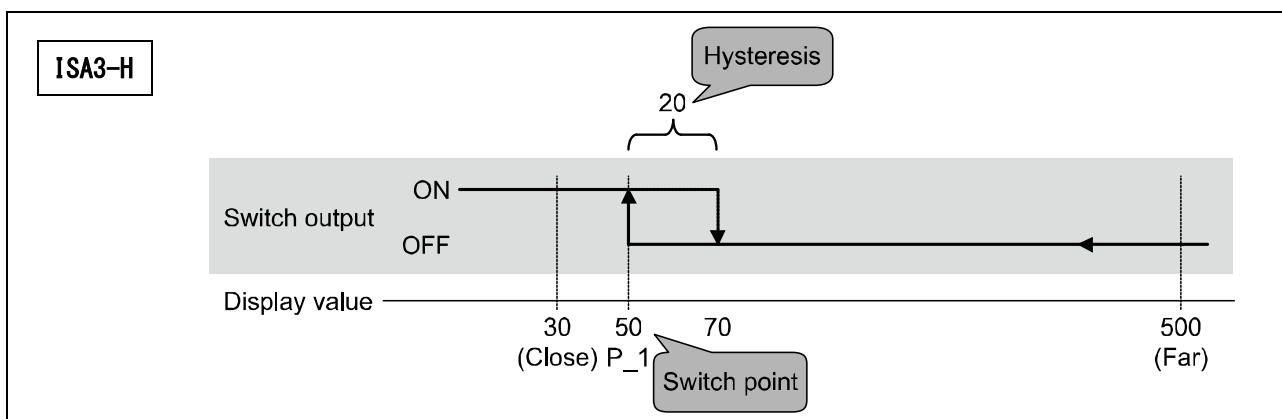 ISA3-H
Hysteresis
20
ON
Switch output
OFF
Display value
30 50 70 500
(Close) P_1 (Far)
Switch point